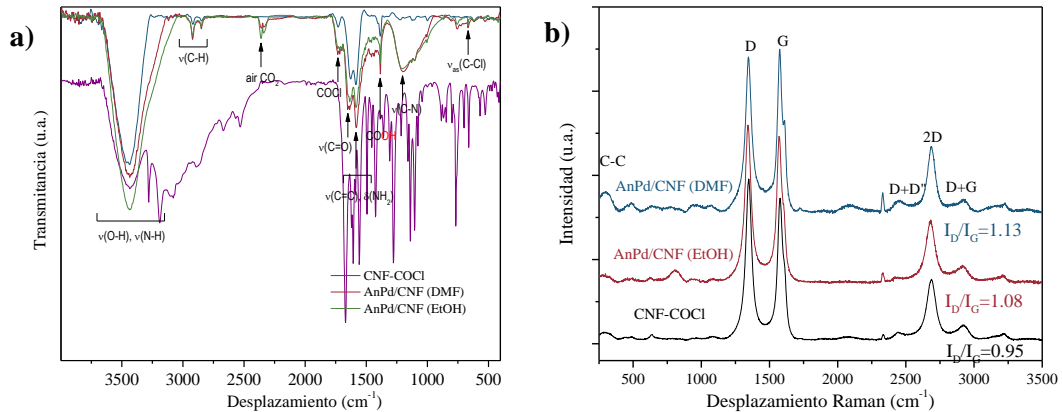 a)
Transmitancia (u.a.)
ν(C-H)
air CO2
COCl
ν(C=O)
COOH
ν(C-N)
νas(C-Cl)
ν(C=C), δ(NH2)
ν(O-H), ν(N-H)
CNF-COCl
AnPd/CNF (DMF)
AnPd/CNF (EtOH)
3500 3000 2500 2000 1500 1000 500
Desplazamiento (cm-1)
b)
Intensidad (u.a.)
D
G
2D
C-C
D+D"
D+G
AnPd/CNF (DMF)
ID/IG=1.13
AnPd/CNF (EtOH)
ID/IG=1.08
CNF-COCl
ID/IG=0.95
500 1000 1500 2000 2500 3000 3500
Desplazamiento Raman (cm-1)